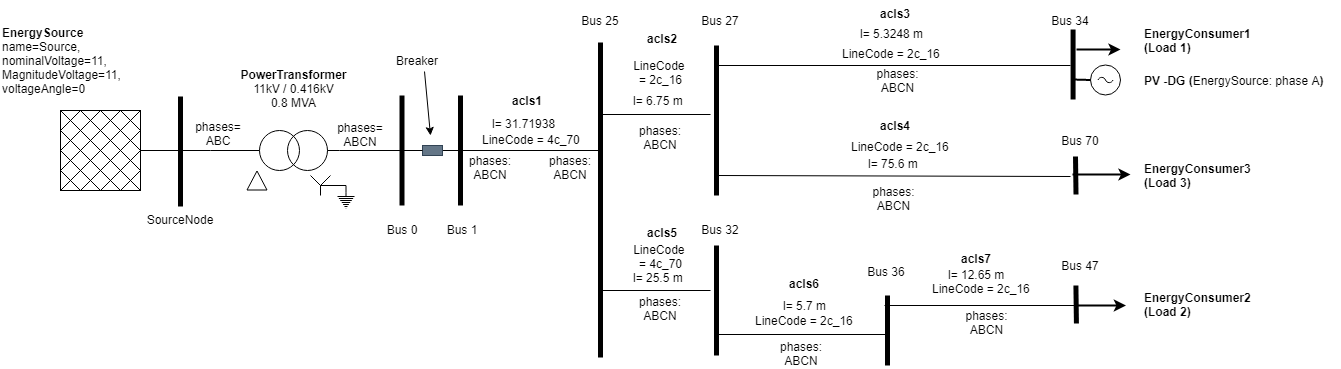 EnergySource
name=Source,
nominalVoltage=11,
MagnitudeVoltage=11,
voltageAngle=0
SourceNode
phases=
ABC
PowerTransformer
11kV / 0.416kV
0.8 MVA
phases=
ABCN
Bus 0
Breaker
Bus 1
acls1
l= 31.71938
LineCode = 4c_70
phases:
ABCN
phases:
ABCN
Bus 25
acls2
LineCode
= 2c_16
l= 6.75 m
phases:
ABCN
Bus 27
acls3
l= 5.3248 m
LineCode = 2c_16
phases:
ABCN
Bus 34
EnergyConsumer1
(Load 1)
PV -DG (EnergySource: phase A)
acls4
LineCode = 2c_16
l= 75.6 m
phases:
ABCN
Bus 70
EnergyConsumer3
(Load 3)
acls5
LineCode
= 4c_70
l= 25.5 m
phases:
ABCN
Bus 32
acls6
l= 5.7 m
LineCode = 2c_16
phases:
ABCN
Bus 36
acls7
l= 12.65 m
LineCode = 2c_16
phases:
ABCN
Bus 47
EnergyConsumer2
(Load 2)